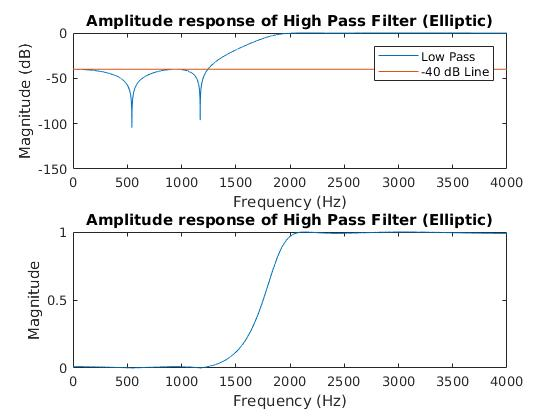 Amplitude response of High Pass Filter (Elliptic)
0
-50
-100
-150
Magnitude (dB)
Low Pass
-40 dB Line
0 500 1000 1500 2000 2500 3000 3500 4000
Frequency (Hz)
Amplitude response of High Pass Filter (Elliptic)
1
0.5
0
Magnitude
0 500 1000 1500 2000 2500 3000 3500 4000
Frequency (Hz)